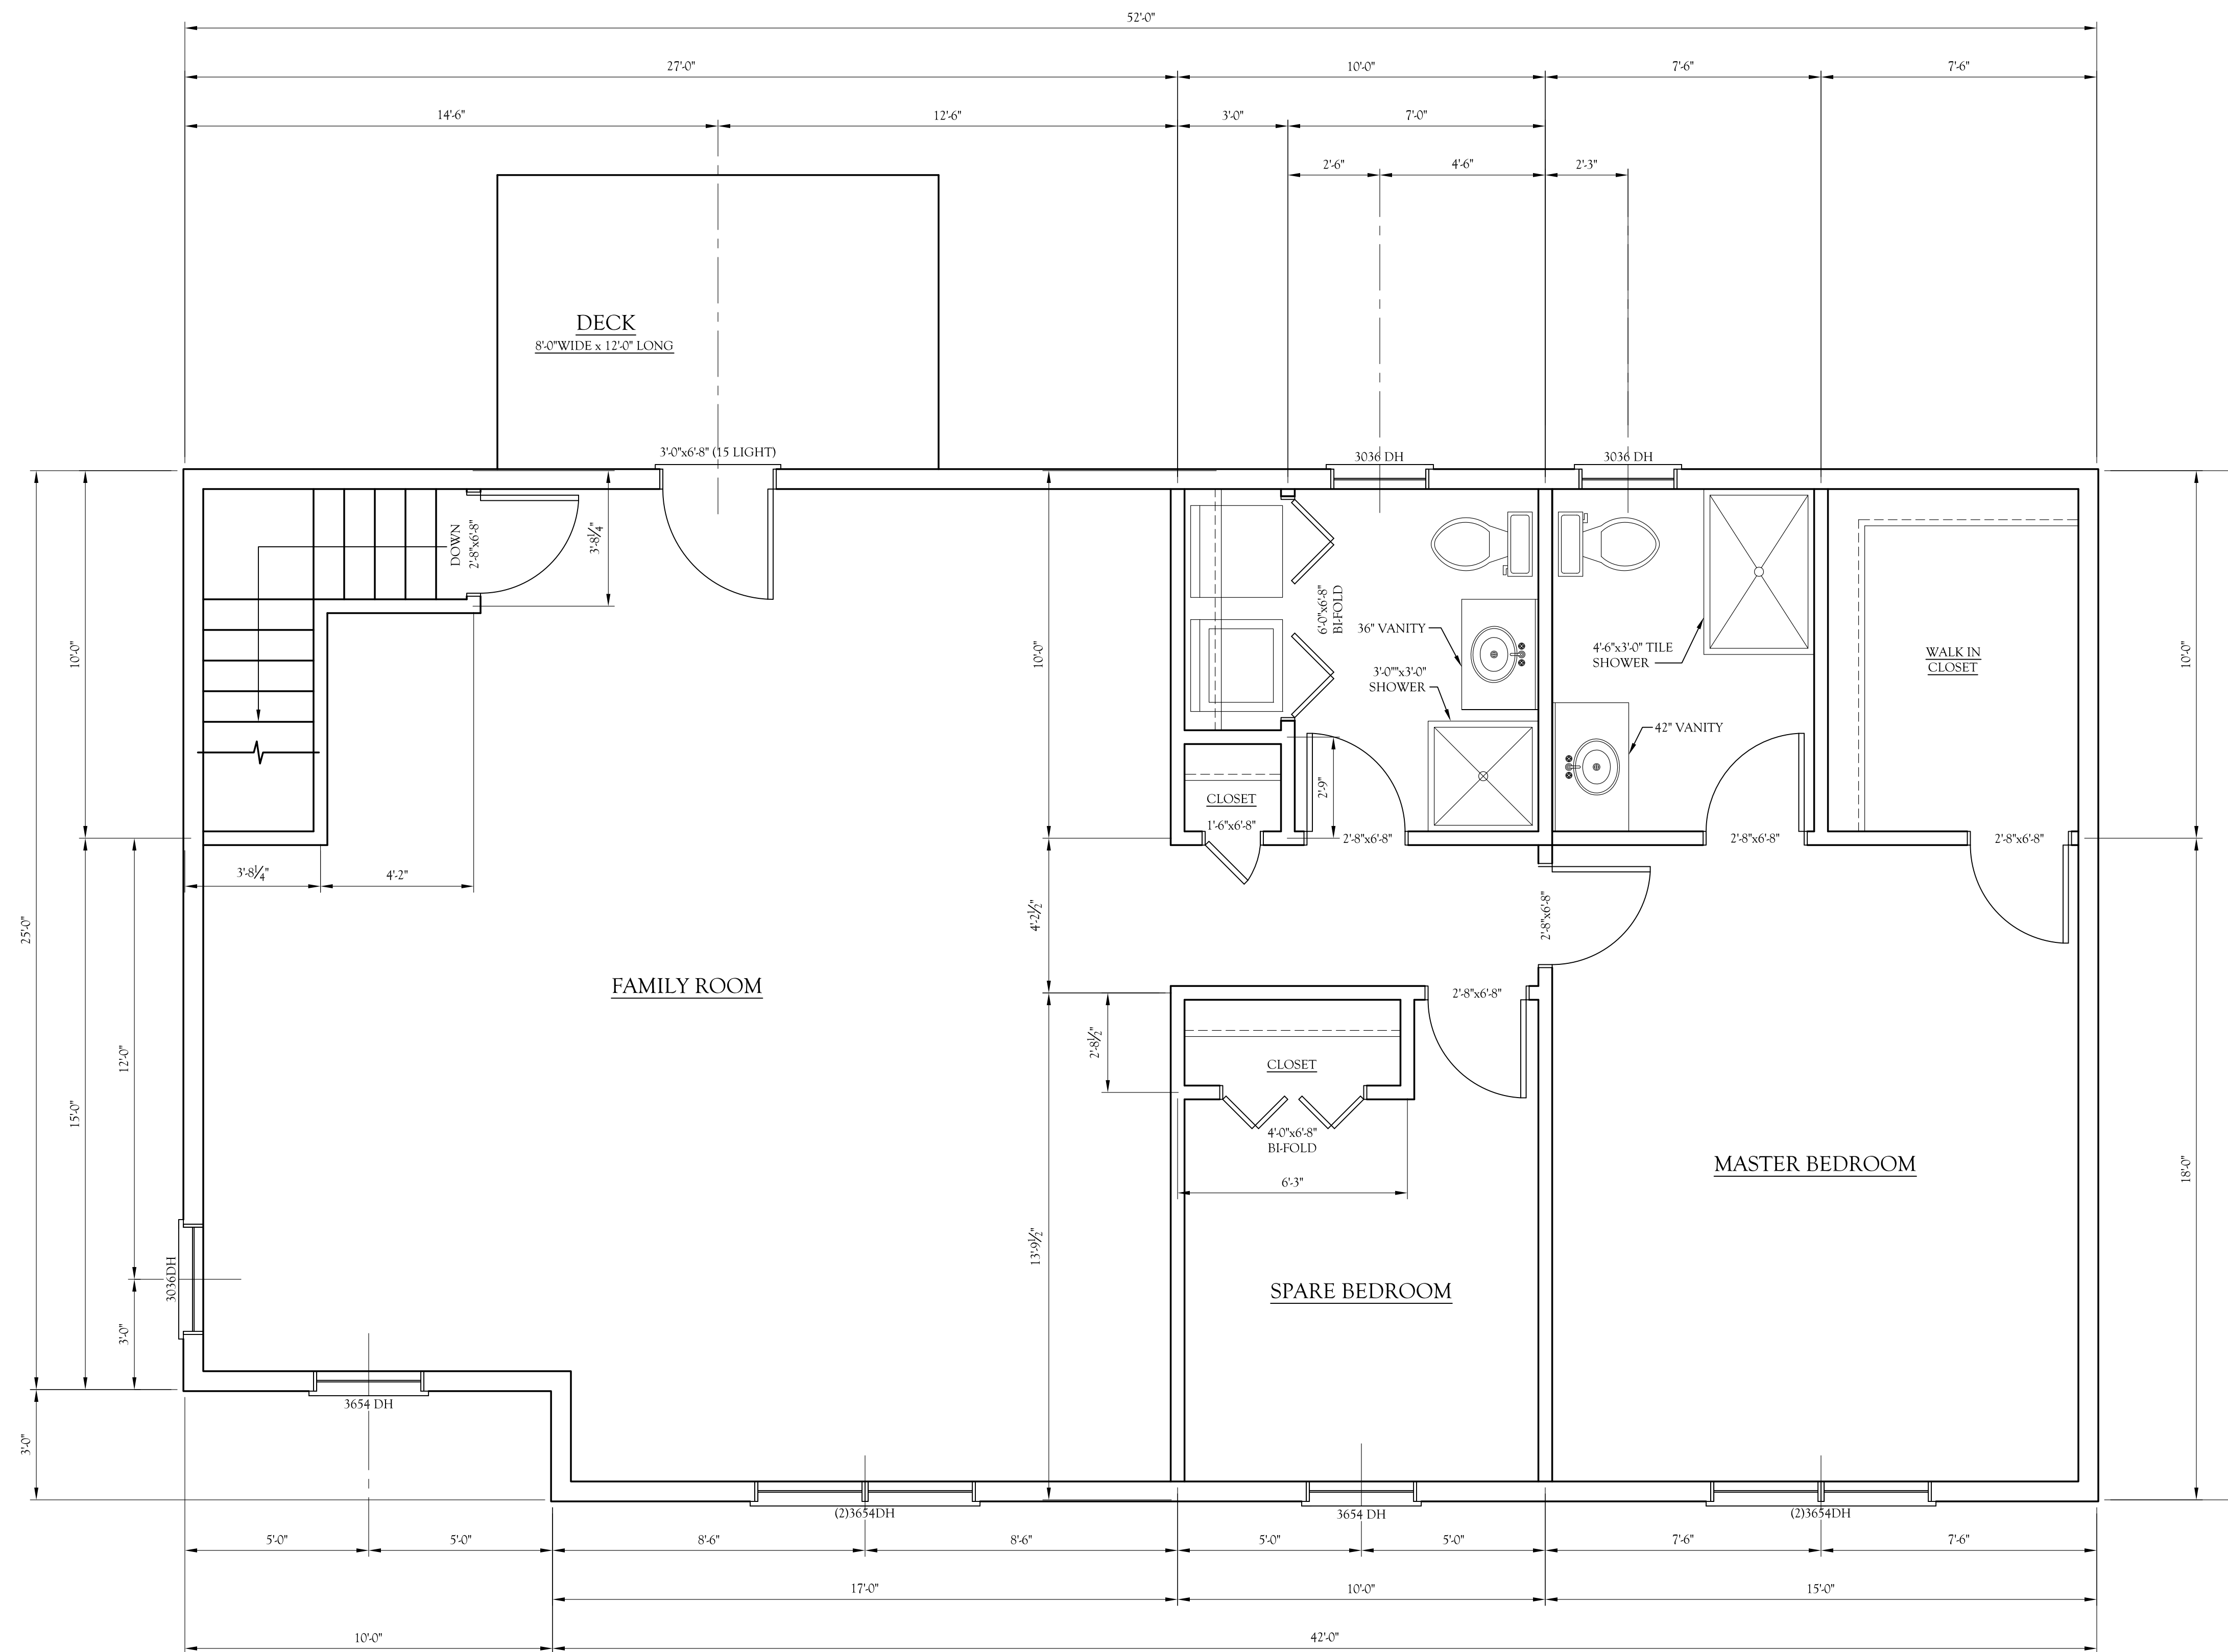 52'-0"
27'-0"
10'-0"
7'-6"
7'-6"
14'-6"
12'-6"
3'-0"
7'-0"
2'-6"
4'-6"
2'-3"
DECK
8'-0"WIDE x 12'-0" LONG
3'-0"x6'-8" (15 LIGHT)
3036 DH
3036 DH
DOWN
2'-8"x6'-8"
3'-8¼"
10'-0"
10'-0"
6'-0"x6'-8"
BI-FOLD
36" VANITY
3'-0""x3'-0"
SHOWER
4'-6"x3'-0" TILE
SHOWER
WALK IN
CLOSET
10'-0"
42" VANITY
2'-9"
CLOSET
1'-6"x6'-8"
2'-8"x6'-8"
2'-8"x6'-8"
2'-8"x6'-8"
3'-8¼"
4'-2"
25'-0"
4'-2½"
2'-8"x6'-8"
FAMILY ROOM
2'-8"x6'-8"
12'-0"
15'-0"
2'-8½"
CLOSET
4'-0"x6'-8"
BI-FOLD
MASTER BEDROOM
18'-0"
6'-3"
13'-9½"
3036DH
SPARE BEDROOM
3'-0"
3654 DH
3'-0"
(2)3654DH
3654 DH
(2)3654DH
5'-0"
5'-0"
8'-6"
8'-6"
5'-0"
5'-0"
7'-6"
7'-6"
17'-0"
10'-0"
15'-0"
10'-0"
42'-0"